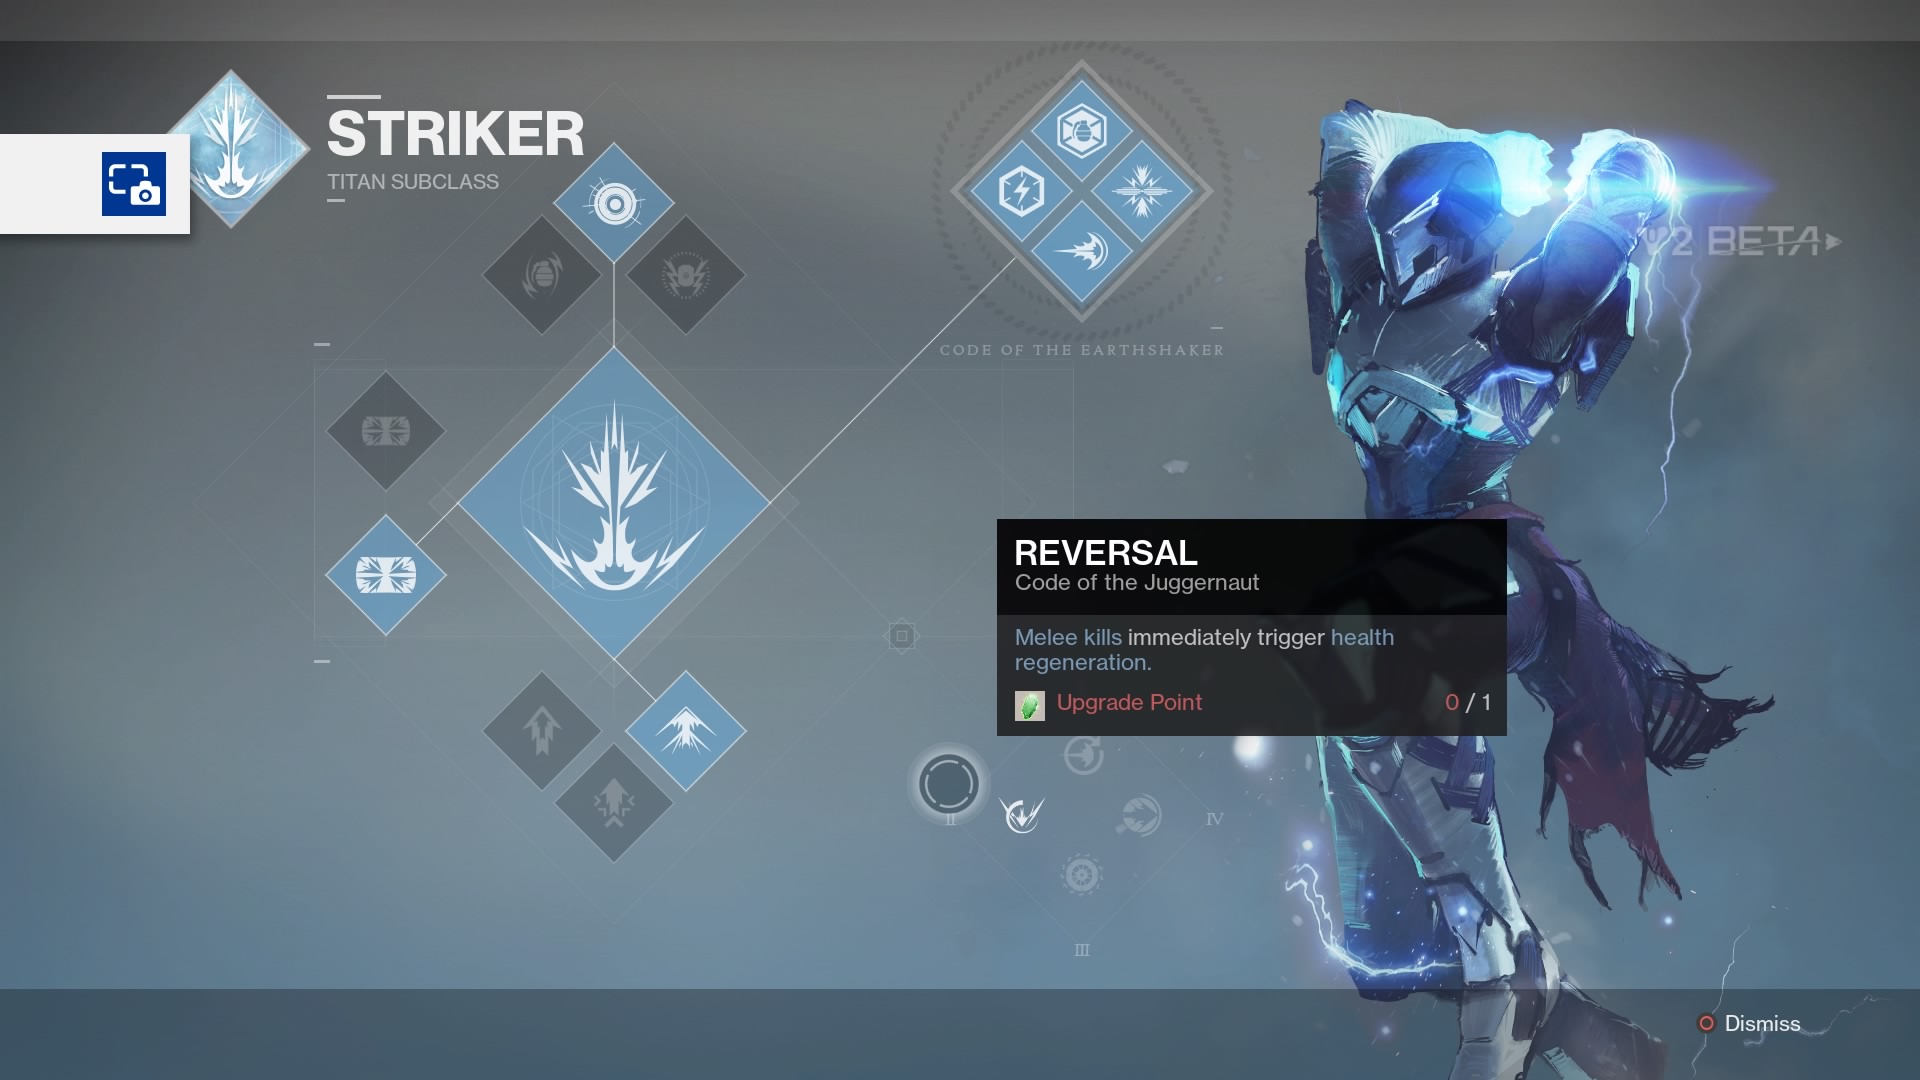 STRIKER
TITAN SUBCLASS
2 BETA
CODE OF THE EARTHSHAKER
REVERSAL
Code of the Juggernaut
Melee kills immediately trigger health
regeneration.
Upgrade Point 0 / 1
II
IV
III
Dismiss